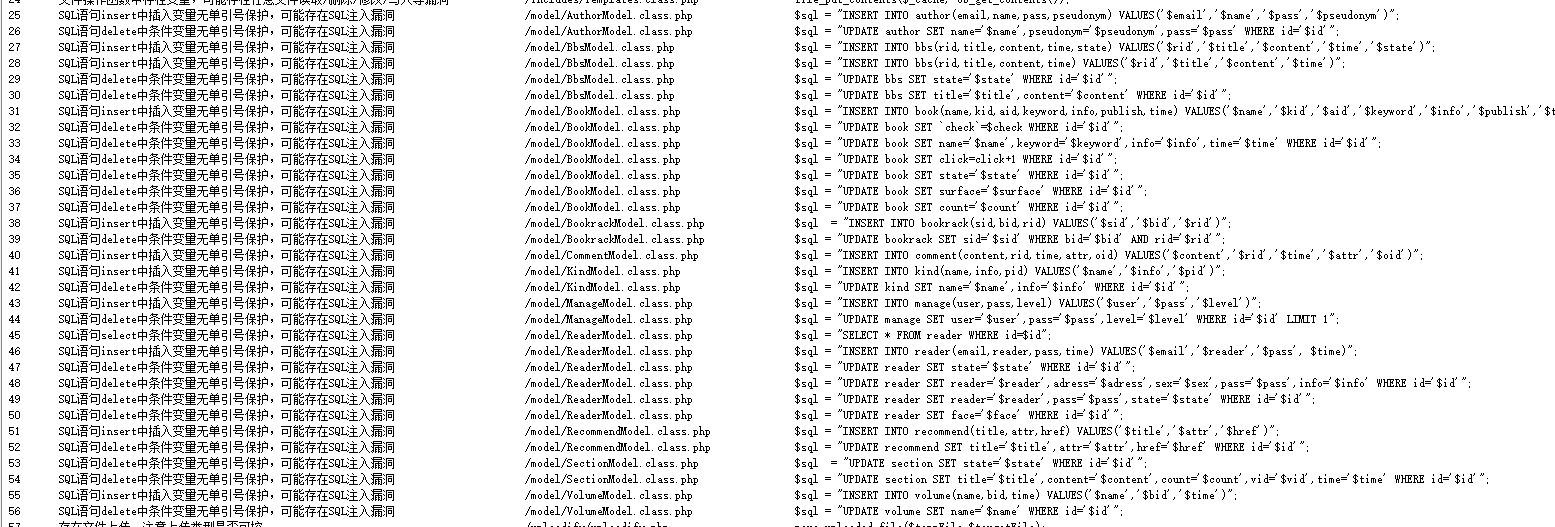 25 SQL语句insert中插入变量无单引号保护，可能存在SQL注入漏洞 /model/AuthorModel.class.php $sql = "INSERT INTO author(email,name,pass,pseudonym) VALUES('$email','$name','$pass','$pseudonym')";
26 SQL语句delete中条件变量无单引号保护，可能存在SQL注入漏洞 /model/AuthorModel.class.php $sql = "UPDATE author SET name='$name',pseudonym='$pseudonym',pass='$pass' WHERE id='$id'";
27 SQL语句insert中插入变量无单引号保护，可能存在SQL注入漏洞 /model/BbsModel.class.php $sql = "INSERT INTO bbs(rid,title,content,time,state) VALUES('$rid','$title','$content','$time','$state')";
28 SQL语句insert中插入变量无单引号保护，可能存在SQL注入漏洞 /model/BbsModel.class.php $sql = "INSERT INTO bbs(rid,title,content,time) VALUES('$rid','$title','$content','$time')";
29 SQL语句delete中条件变量无单引号保护，可能存在SQL注入漏洞 /model/BbsModel.class.php $sql = "UPDATE bbs SET state='$state' WHERE id='$id'";
30 SQL语句delete中条件变量无单引号保护，可能存在SQL注入漏洞 /model/BbsModel.class.php $sql = "UPDATE bbs SET title='$title',content='$content' WHERE id='$id'";
31 SQL语句insert中插入变量无单引号保护，可能存在SQL注入漏洞 /model/BookModel.class.php $sql = "INSERT INTO book(name,kid,aid,keyword,info,publish,time) VALUES('$name','$kid','$aid','$keyword','$info','$publish','$t
32 SQL语句delete中条件变量无单引号保护，可能存在SQL注入漏洞 /model/BookModel.class.php $sql = "UPDATE book SET `check`=$check WHERE id='$id'";
33 SQL语句delete中条件变量无单引号保护，可能存在SQL注入漏洞 /model/BookModel.class.php $sql = "UPDATE book SET name='$name',keyword='$keyword',info='$info',time='$time' WHERE id='$id'";
34 SQL语句delete中条件变量无单引号保护，可能存在SQL注入漏洞 /model/BookModel.class.php $sql = "UPDATE book SET click=click+1 WHERE id='$id'";
35 SQL语句delete中条件变量无单引号保护，可能存在SQL注入漏洞 /model/BookModel.class.php $sql = "UPDATE book SET state='$state' WHERE id='$id'";
36 SQL语句delete中条件变量无单引号保护，可能存在SQL注入漏洞 /model/BookModel.class.php $sql = "UPDATE book SET surface='$surface' WHERE id='$id'";
37 SQL语句delete中条件变量无单引号保护，可能存在SQL注入漏洞 /model/BookModel.class.php $sql = "UPDATE book SET count='$count' WHERE id='$id'";
38 SQL语句insert中插入变量无单引号保护，可能存在SQL注入漏洞 /model/BookrackModel.class.php $sql = "INSERT INTO bookrack(sid,bid,rid) VALUES('$sid','$bid','$rid')";
39 SQL语句delete中条件变量无单引号保护，可能存在SQL注入漏洞 /model/BookrackModel.class.php $sql = "UPDATE bookrack SET sid='$sid' WHERE bid='$bid' AND rid='$rid'";
40 SQL语句insert中插入变量无单引号保护，可能存在SQL注入漏洞 /model/CommentModel.class.php $sql = "INSERT INTO comment(content,rid,time,attr,oid) VALUES('$content','$rid','$time','$attr','$oid')";
41 SQL语句insert中插入变量无单引号保护，可能存在SQL注入漏洞 /model/KindModel.class.php $sql = "INSERT INTO kind(name,info,pid) VALUES('$name','$info','$pid')";
42 SQL语句delete中条件变量无单引号保护，可能存在SQL注入漏洞 /model/KindModel.class.php $sql = "UPDATE kind SET name='$name',info='$info' WHERE id='$id'";
43 SQL语句insert中插入变量无单引号保护，可能存在SQL注入漏洞 /model/ManageModel.class.php $sql = "INSERT INTO manage(user,pass,level) VALUES('$user','$pass','$level')";
44 SQL语句delete中条件变量无单引号保护，可能存在SQL注入漏洞 /model/ManageModel.class.php $sql = "UPDATE manage SET user='$user',pass='$pass',level='$level' WHERE id='$id' LIMIT 1";
45 SQL语句select中条件变量无单引号保护，可能存在SQL注入漏洞 /model/ReaderModel.class.php $sql = "SELECT * FROM reader WHERE id=$id";
46 SQL语句insert中插入变量无单引号保护，可能存在SQL注入漏洞 /model/ReaderModel.class.php $sql = "INSERT INTO reader(email,reader,pass,time) VALUES('$email','$reader','$pass', $time)";
47 SQL语句delete中条件变量无单引号保护，可能存在SQL注入漏洞 /model/ReaderModel.class.php $sql = "UPDATE reader SET state='$state' WHERE id='$id'";
48 SQL语句delete中条件变量无单引号保护，可能存在SQL注入漏洞 /model/ReaderModel.class.php $sql = "UPDATE reader SET reader='$reader',adress='$adress',sex='$sex',pass='$pass',info='$info' WHERE id='$id'";
49 SQL语句delete中条件变量无单引号保护，可能存在SQL注入漏洞 /model/ReaderModel.class.php $sql = "UPDATE reader SET reader='$reader',pass='$pass',state='$state' WHERE id='$id'";
50 SQL语句delete中条件变量无单引号保护，可能存在SQL注入漏洞 /model/ReaderModel.class.php $sql = "UPDATE reader SET face='$face' WHERE id='$id'";
51 SQL语句insert中插入变量无单引号保护，可能存在SQL注入漏洞 /model/RecommendModel.class.php $sql = "INSERT INTO recommend(title,attr,href) VALUES('$title','$attr','$href')";
52 SQL语句delete中条件变量无单引号保护，可能存在SQL注入漏洞 /model/RecommendModel.class.php $sql = "UPDATE recommend SET title='$title',attr='$attr',href='$href' WHERE id='$id'";
53 SQL语句delete中条件变量无单引号保护，可能存在SQL注入漏洞 /model/SectionModel.class.php $sql = "UPDATE section SET state='$state' WHERE id='$id'";
54 SQL语句delete中条件变量无单引号保护，可能存在SQL注入漏洞 /model/SectionModel.class.php $sql = "UPDATE section SET title='$title',content='$content',count='$count',vid='$vid',time='$time' WHERE id='$id'";
55 SQL语句insert中插入变量无单引号保护，可能存在SQL注入漏洞 /model/VolumeModel.class.php $sql = "INSERT INTO volume(name,bid,time) VALUES('$name','$bid','$time')";
56 SQL语句delete中条件变量无单引号保护，可能存在SQL注入漏洞 /model/VolumeModel.class.php $sql = "UPDATE volume SET name='$name' WHERE id='$id'";